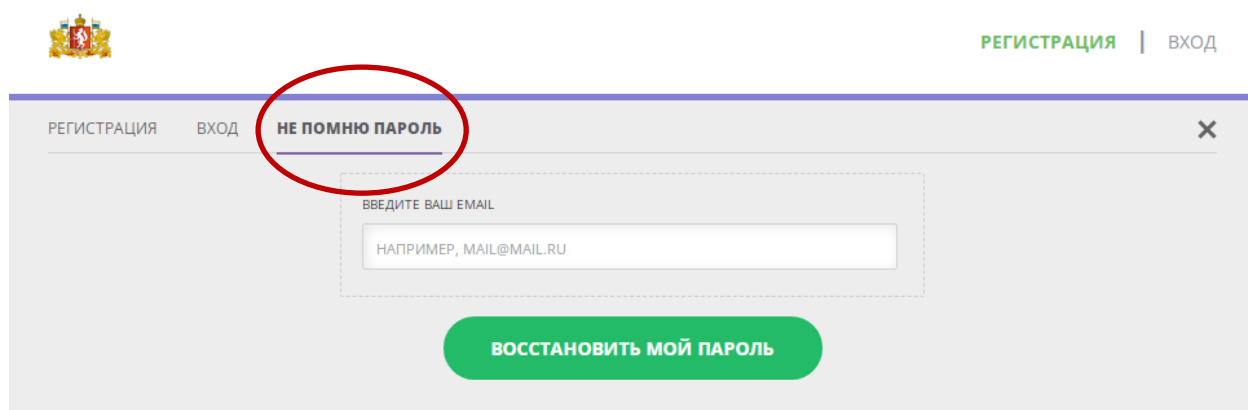 РЕГИСТРАЦИЯ | ВХОД
РЕГИСТРАЦИЯ ВХОД НЕ ПОМНЮ ПАРОЛЬ ×
ВВЕДИТЕ ВАШ EMAIL
НАПРИМЕР, MAIL@MAIL.RU
ВОССТАНОВИТЬ МОЙ ПАРОЛЬ